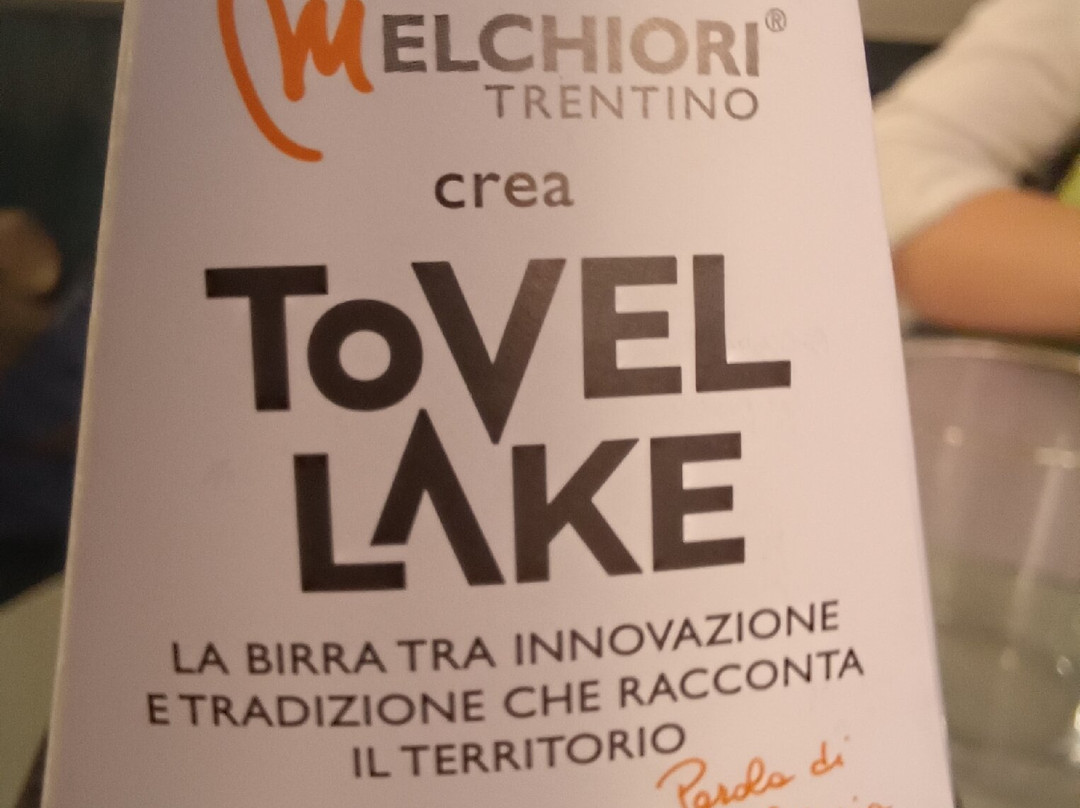 MELCHIORI®
TRENTINO
crea
ToVEL
LAKE
LA BIRRA TRA INNOVAZIONE
E TRADIZIONE CHE RACCONTA
IL TERRITORIO
Parola di